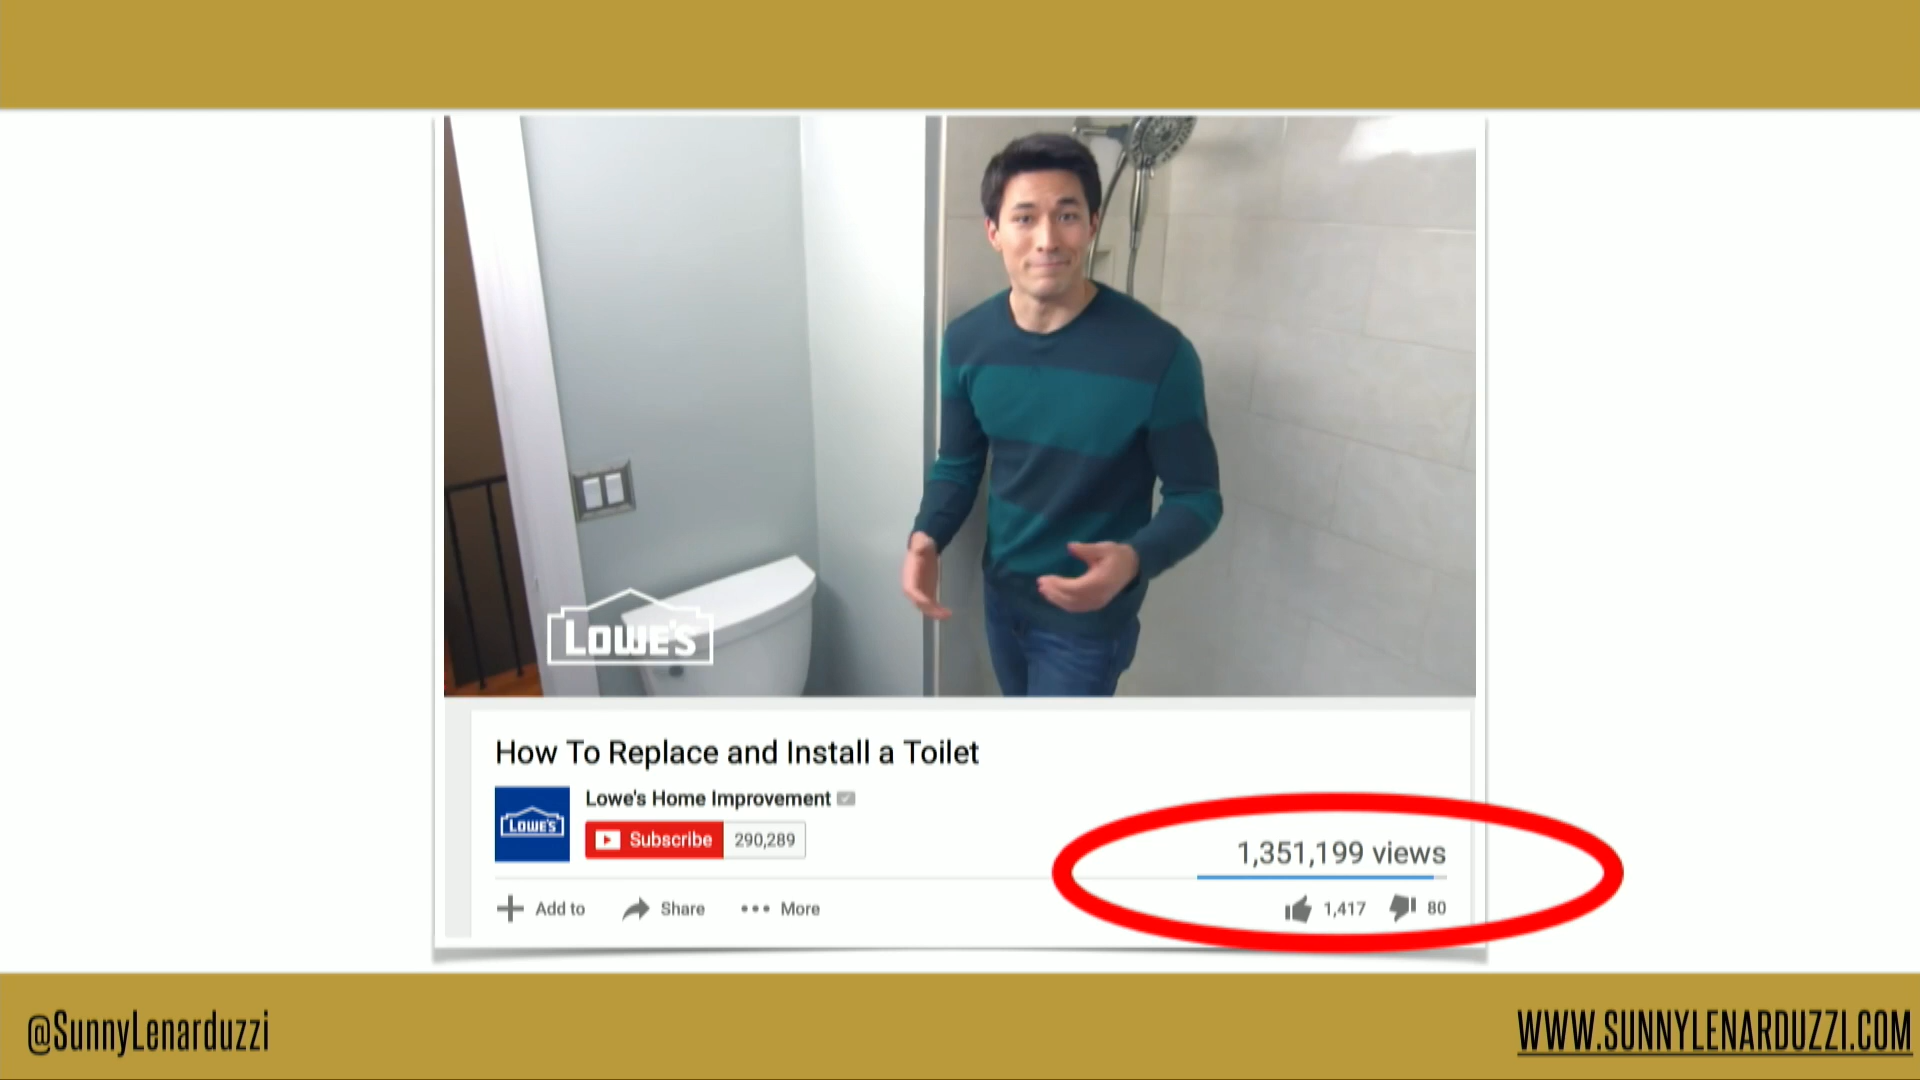 LOWE'S
How To Replace and Install a Toilet
LOWE'S
Lowe's Home Improvement
Subscribe 290,289
1,351,199 views
Add to Share More 1,417 80
@SunnyLenarduzzi
WWW.SUNNYLENARDUZZI.COM